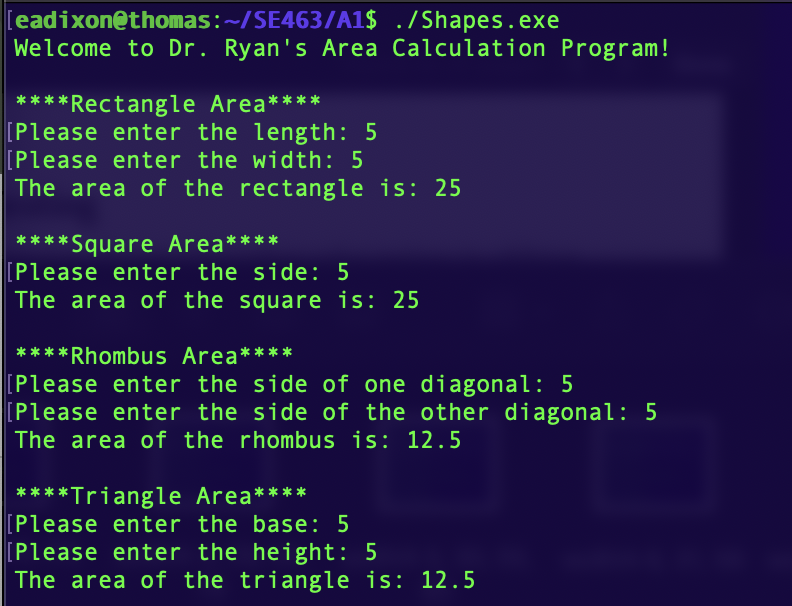 [eadixon@thomas:~/SE463/A1$ ./Shapes.exe
Welcome to Dr. Ryan's Area Calculation Program!
****Rectangle Area****
[Please enter the length: 5
[Please enter the width: 5
The area of the rectangle is: 25
****Square Area****
[Please enter the side: 5
The area of the square is: 25
****Rhombus Area****
[Please enter the side of one diagonal: 5
[Please enter the side of the other diagonal: 5
The area of the rhombus is: 12.5
****Triangle Area****
[Please enter the base: 5
[Please enter the height: 5
The area of the triangle is: 12.5